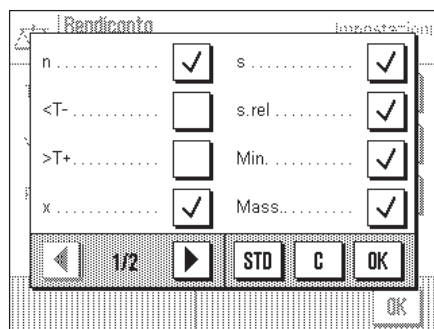 Rendiconto Impostazioni
n . . . . . . . . . . . . s . . . . . . . . . . . . .
<T-. . . . . . . . . . . s.rel . . . . . . . . .
>T+. . . . . . . . . . . Min. . . . . . . . . . .
x . . . . . . . . . . . . Mass.. . . . . . . . .
1/2 STD C OK
OK